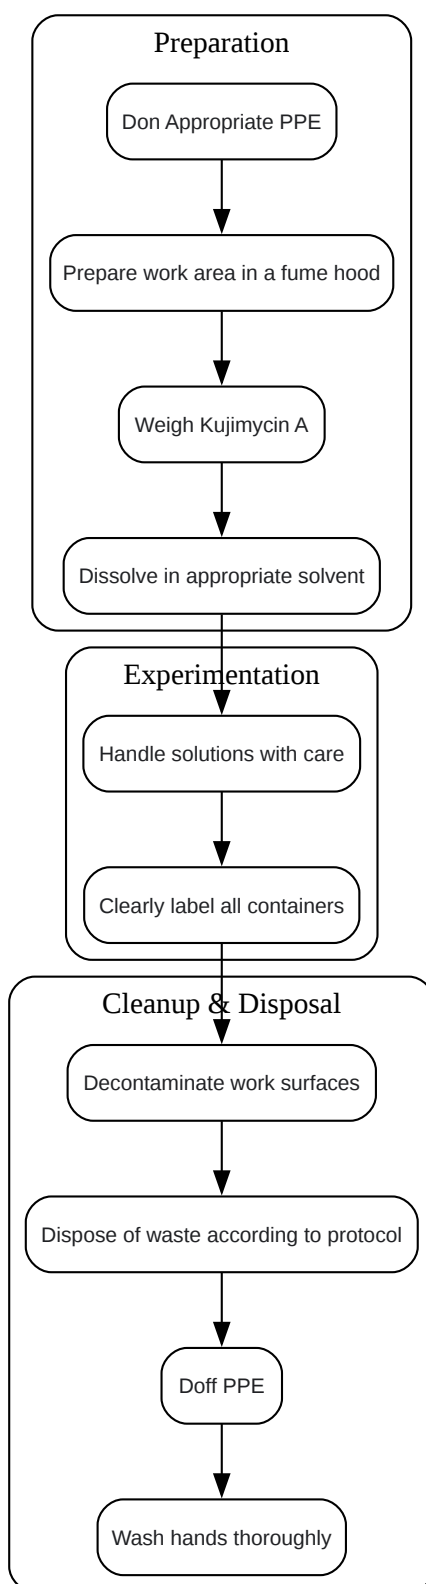 Preparation
Don Appropriate PPE
Prepare work area in a fume hood
Weigh Kujimycin A
Dissolve in appropriate solvent
Experimentation
Handle solutions with care
Clearly label all containers
Cleanup & Disposal
Decontaminate work surfaces
Dispose of waste according to protocol
Doff PPE
Wash hands thoroughly